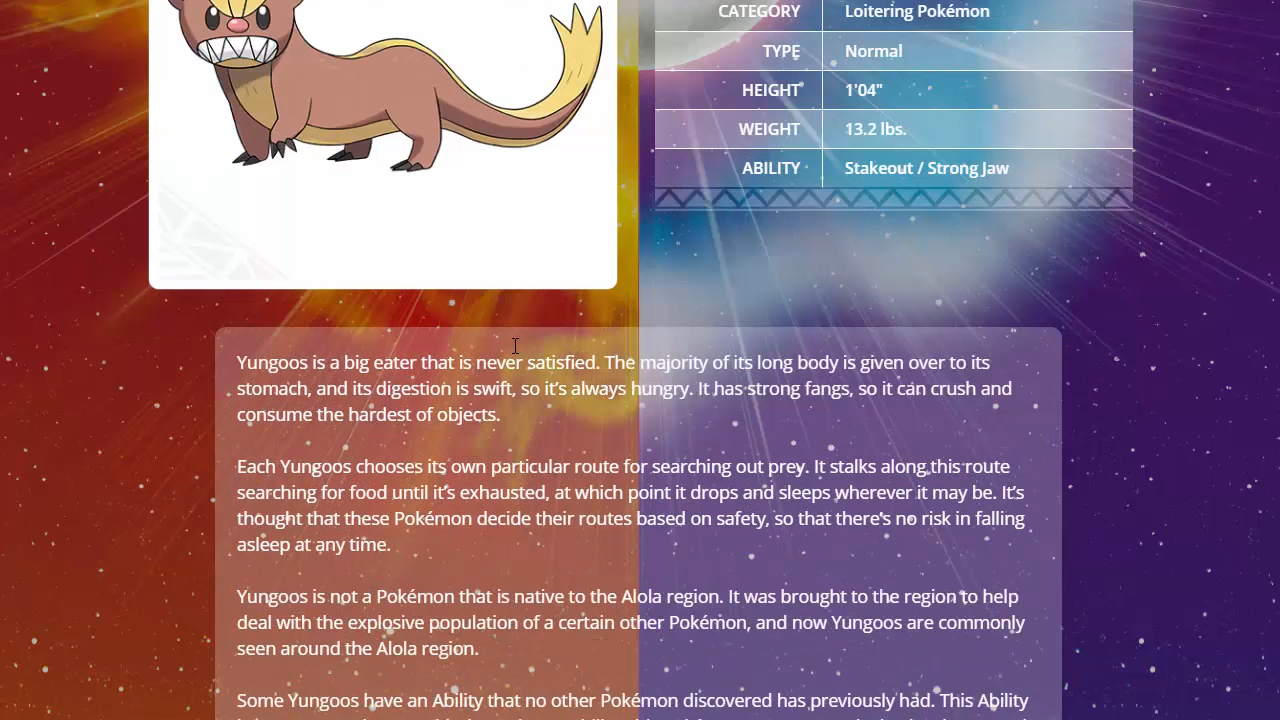 CATEGORY Loitering Pokémon
TYPE Normal
HEIGHT 1'04"
WEIGHT 13.2 lbs.
ABILITY Stakeout / Strong Jaw
Yungoos is a big eater that is never satisfied. The majority of its long body is given over to its
stomach, and its digestion is swift, so it’s always hungry. It has strong fangs, so it can crush and
consume the hardest of objects.
Each Yungoos chooses its own particular route for searching out prey. It stalks along this route
searching for food until it’s exhausted, at which point it drops and sleeps wherever it may be. It’s
thought that these Pokémon decide their routes based on safety, so that there’s no risk in falling
asleep at any time.
Yungoos is not a Pokémon that is native to the Alola region. It was brought to the region to help
deal with the explosive population of a certain other Pokémon, and now Yungoos are commonly
seen around the Alola region.
Some Yungoos have an Ability that no other Pokémon discovered has previously had. This Ability